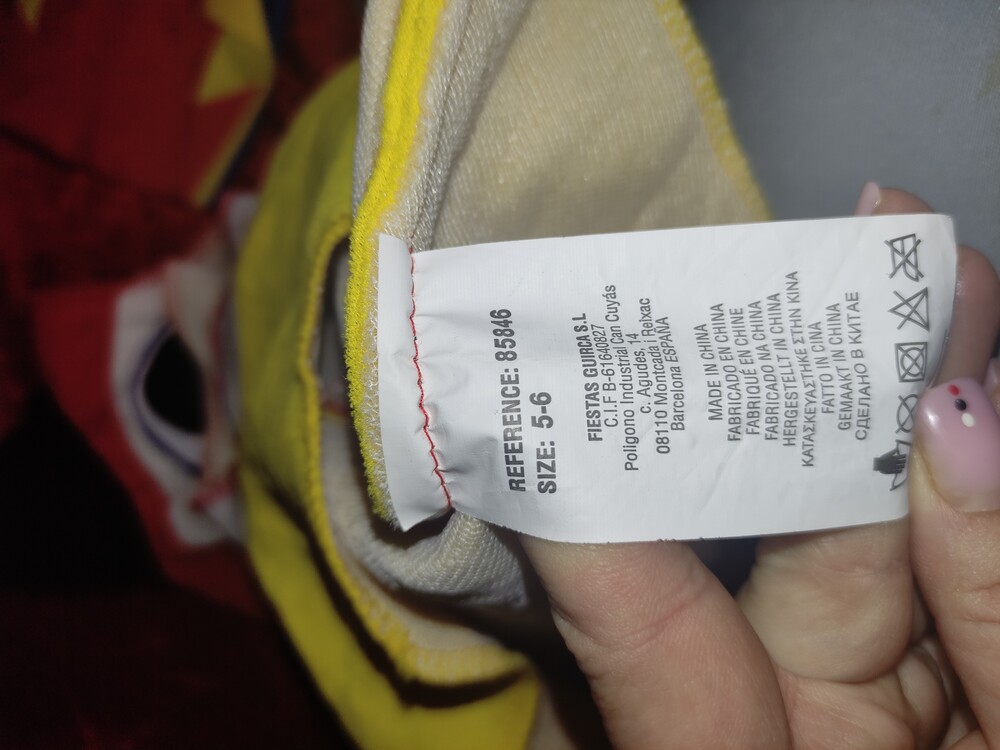 REFERENCE: 85846
SIZE: 5-6
FIESTAS GUIRCA S.L
C.I.F B-61640827
Poligono Industrial Can Cuyás
c. Agudes, 14
08110 Montcada i Reixac
Barcelona ESPAÑA
MADE IN CHINA
FABRICADO EN CHINA
FABRIQUÉ EN CHINE
FABRICADO NA CHINA
HERGESTELLT IN CHINA
ΚΑΤΑΣΚΕΥΑΣΤΗΚΕ ΣΤΗΝ ΚΙΝΑ
FATTO IN CINA
GEMAAKT IN CHINA
СДЕЛАНО В КИТАЕ